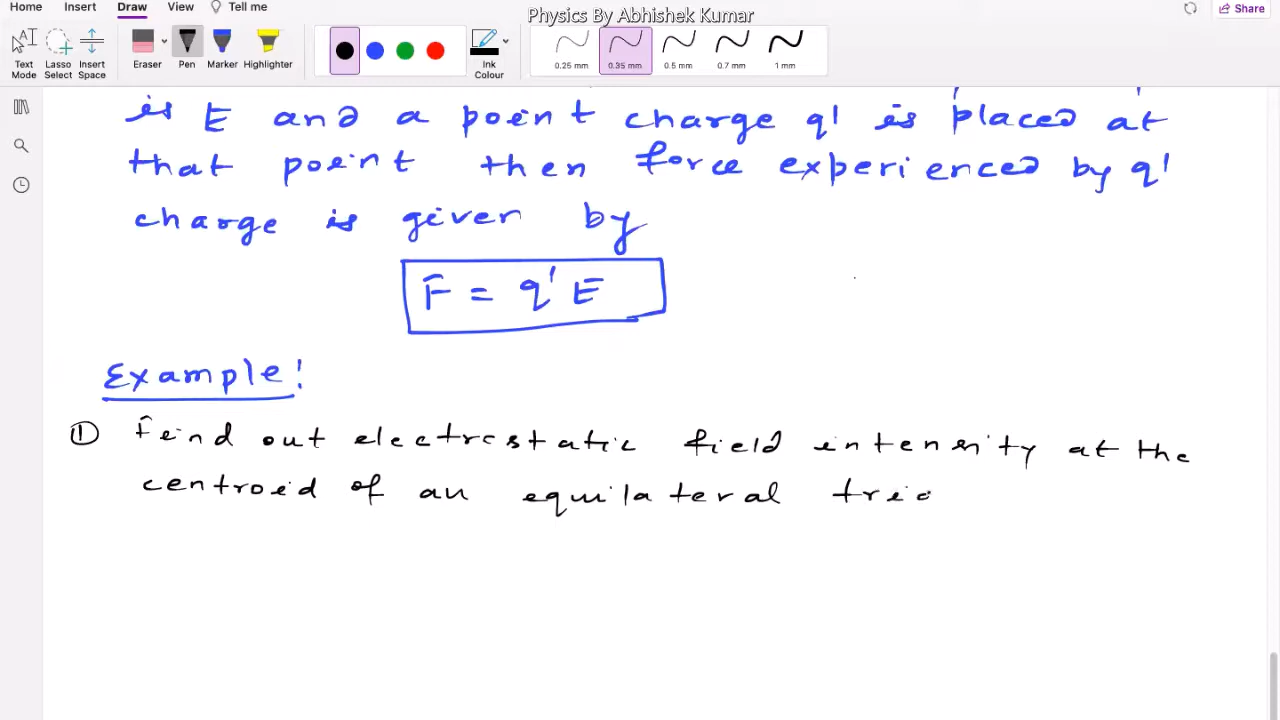 Home Insert Draw View Tell me
Physics By Abhishek Kumar
Share
Text Mode
Lasso Select
Insert Space
Eraser
Pen
Marker
Highlighter
Ink Colour
0.25 mm
0.35 mm
0.5 mm
0.7 mm
1 mm
is E and a point charge q' is placed at
that point then force experienced by q'
charge is given by
F = q' E
Example:
① Find out electrostatic field intensity at the
centroid of an equilateral tria